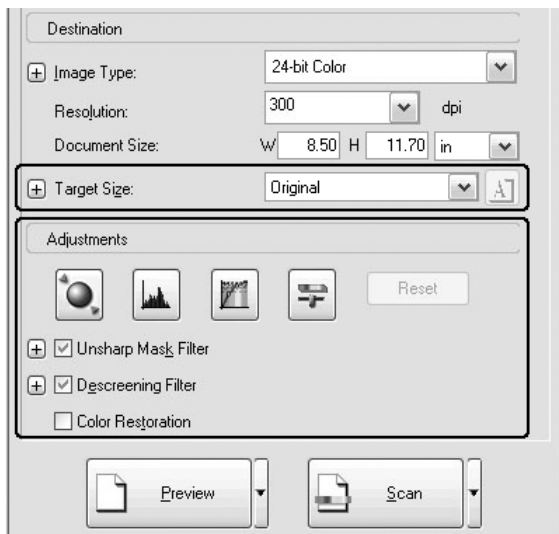 Destination
Image Type: 24-bit Color
Resolution: 300 dpi
Document Size: W 8.50 H 11.70 in
Target Size: Original A
Adjustments
Reset
Unsharp Mask Filter
Descreening Filter
Color Restoration
Preview Scan